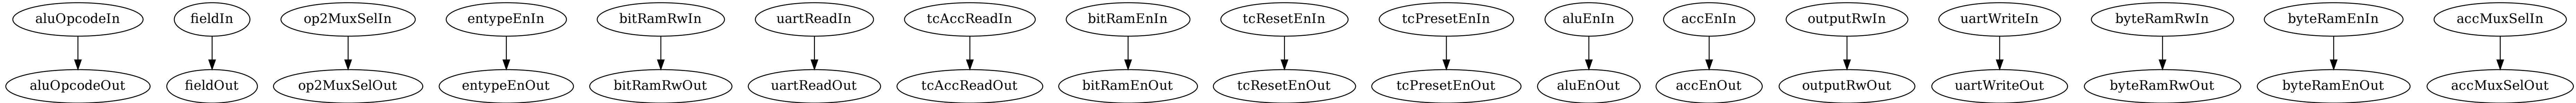 aluOpcodeIn
fieldIn
op2MuxSelIn
entypeEnIn
bitRamRwIn
uartReadIn
tcAccReadIn
bitRamEnIn
tcResetEnIn
tcPresetEnIn
aluEnIn
accEnIn
outputRwIn
uartWriteIn
byteRamRwIn
byteRamEnIn
accMuxSelIn
aluOpcodeOut
fieldOut
op2MuxSelOut
entypeEnOut
bitRamRwOut
uartReadOut
tcAccReadOut
bitRamEnOut
tcResetEnOut
tcPresetEnOut
aluEnOut
accEnOut
outputRwOut
uartWriteOut
byteRamRwOut
byteRamEnOut
accMuxSelOut